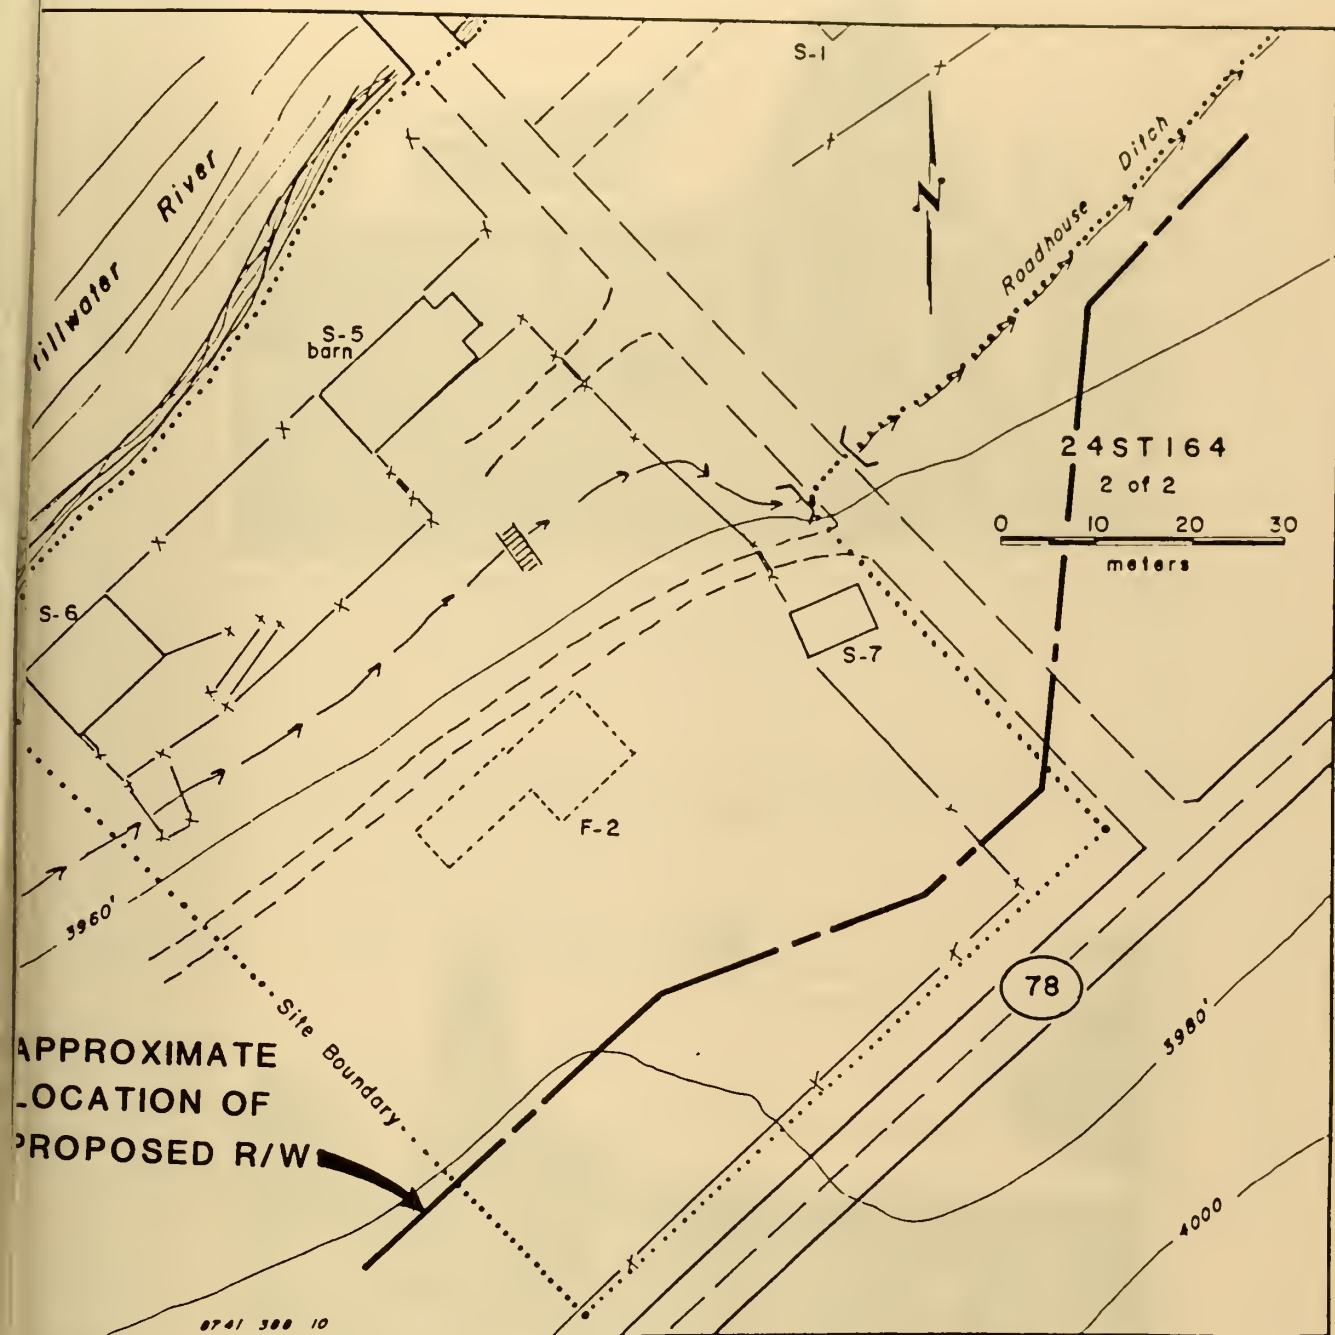 S-1
N
River
tillwater
Roadhouse Ditch
S-5
barn
24ST164
2 of 2
0 10 20 30
meters
S-6
S-7
F-2
3960'
78
Site Boundary
3980'
APPROXIMATE
LOCATION OF
PROPOSED R/W
4000